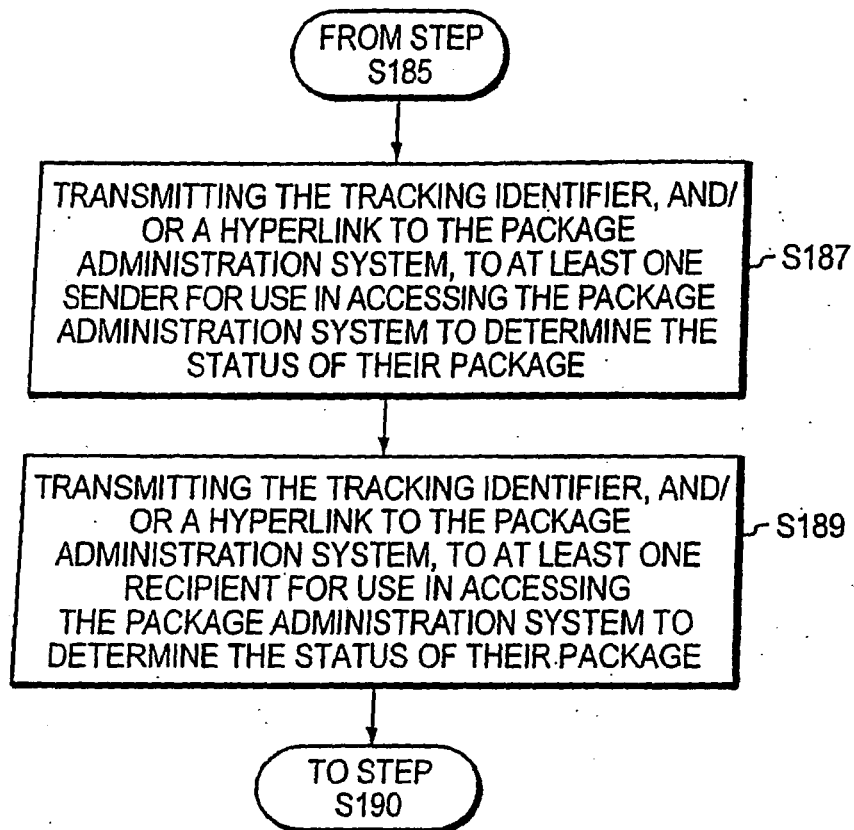 FROM STEP
S185
TRANSMITTING THE TRACKING IDENTIFIER, AND/
OR A HYPERLINK TO THE PACKAGE
ADMINISTRATION SYSTEM, TO AT LEAST ONE
SENDER FOR USE IN ACCESSING THE PACKAGE
ADMINISTRATION SYSTEM TO DETERMINE THE
STATUS OF THEIR PACKAGE
S187
TRANSMITTING THE TRACKING IDENTIFIER, AND/
OR A HYPERLINK TO THE PACKAGE
ADMINISTRATION SYSTEM, TO AT LEAST ONE
RECIPIENT FOR USE IN ACCESSING
THE PACKAGE ADMINISTRATION SYSTEM TO
DETERMINE THE STATUS OF THEIR PACKAGE
S189
TO STEP
S190